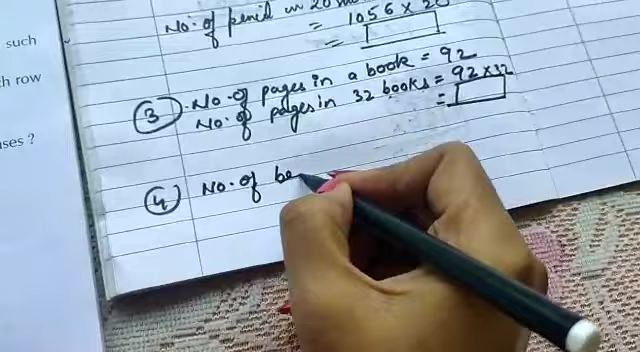 such
row
No. of pencil in 20
= 1056 × 20
=
③ No. of pages in a book = 92
No. of pages in 32 books = 92 × 32
=
④ No. of be